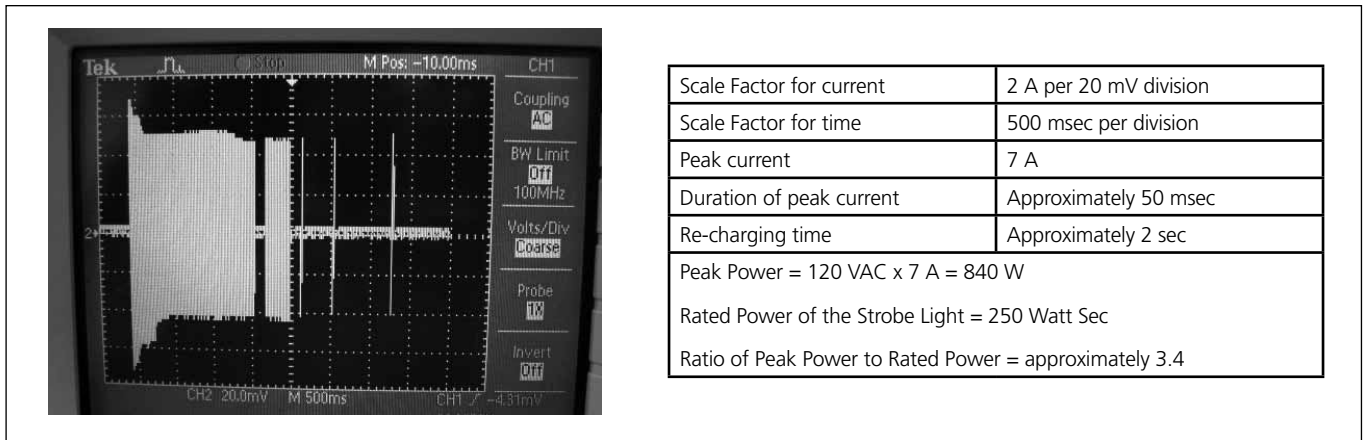 Tek
Stop
M Pos: -10.00ms
CH1
Coupling
AC
BW Limit
Off
100MHz
Volts/Div
Coarse
Probe
1X
Invert
Off
2
CH2 20.0mV
M 500ms
CH1
-4.81mV
Scale Factor for current 2 A per 20 mV division
Scale Factor for time 500 msec per division
Peak current 7 A
Duration of peak current Approximately 50 msec
Re-charging time Approximately 2 sec
Peak Power = 120 VAC x 7 A = 840 W
Rated Power of the Strobe Light = 250 Watt Sec
Ratio of Peak Power to Rated Power = approximately 3.4